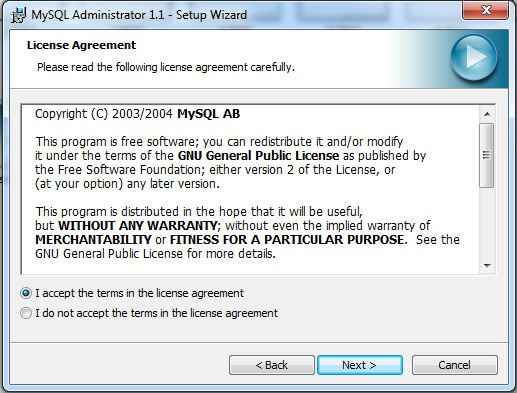 MySQL Administrator 1.1 - Setup Wizard
License Agreement
Please read the following license agreement carefully.
Copyright (C) 2003/2004 MySQL AB
This program is free software; you can redistribute it and/or modify
it under the terms of the GNU General Public License as published by
the Free Software Foundation; either version 2 of the License, or
(at your option) any later version.
This program is distributed in the hope that it will be useful,
but WITHOUT ANY WARRANTY; without even the implied warranty of
MERCHANTABILITY or FITNESS FOR A PARTICULAR PURPOSE. See the
GNU General Public License for more details.
I accept the terms in the license agreement
I do not accept the terms in the license agreement
< Back Next > Cancel